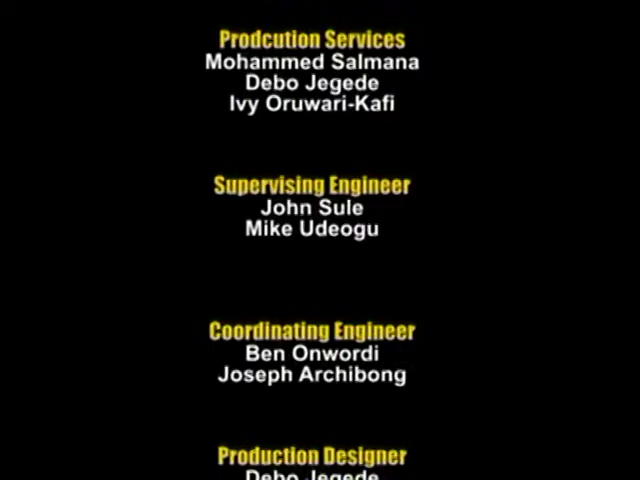 Prodcution Services
Mohammed Salmana
Debo Jegede
Ivy Oruwari-Kafi
Supervising Engineer
John Sule
Mike Udeogu
Coordinating Engineer
Ben Onwordi
Joseph Archibong
Production Designer
Debo Jegede